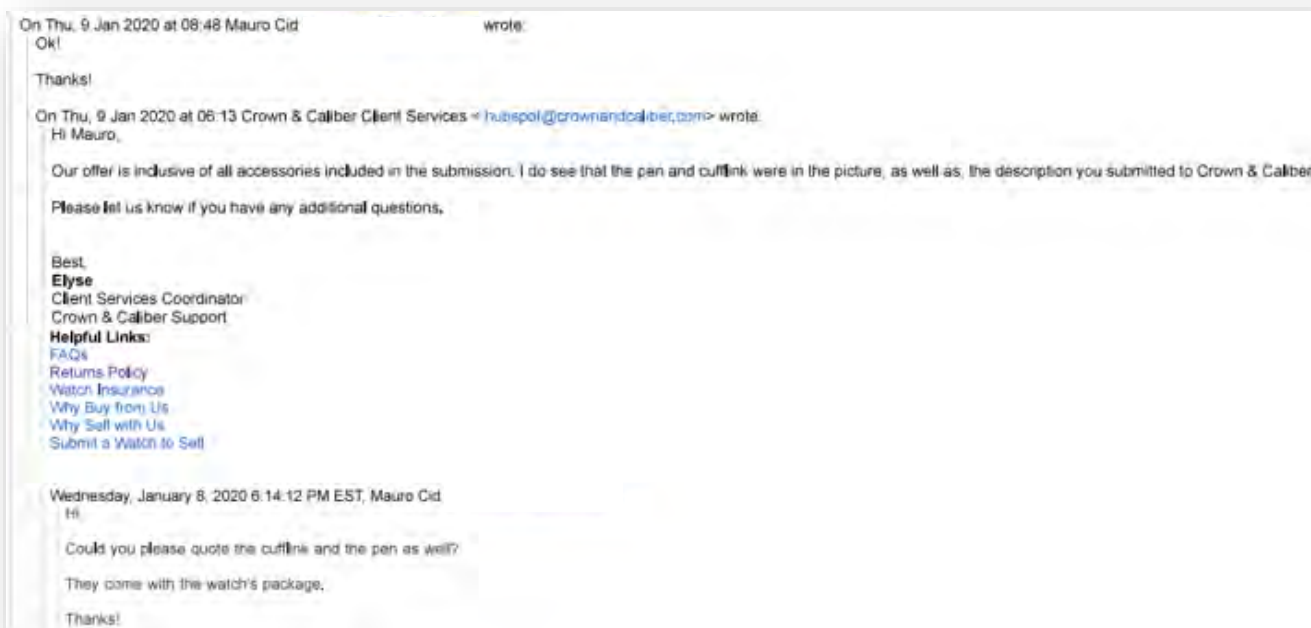 On Thu, 9 Jan 2020 at 08:48 Mauro Cid wrote:
Ok!
Thanks!
On Thu, 9 Jan 2020 at 06:13 Crown & Caliber Client Services < hubspot@crownandcaliber.com> wrote:
Hi Mauro,
Our offer is inclusive of all accessories included in the submission. I do see that the pen and cufflink were in the picture, as well as, the description you submitted to Crown & Caliber
Please let us know if you have any additional questions.
Best,
Elyse
Client Services Coordinator
Crown & Caliber Support
Helpful Links:
FAQs
Returns Policy
Watch Insurance
Why Buy from Us
Why Sell with Us
Submit a Watch to Sell
Wednesday, January 8, 2020 6:14:12 PM EST, Mauro Cid
Hi
Could you please quote the cufflink and the pen as well?
They come with the watch's package.
Thanks!